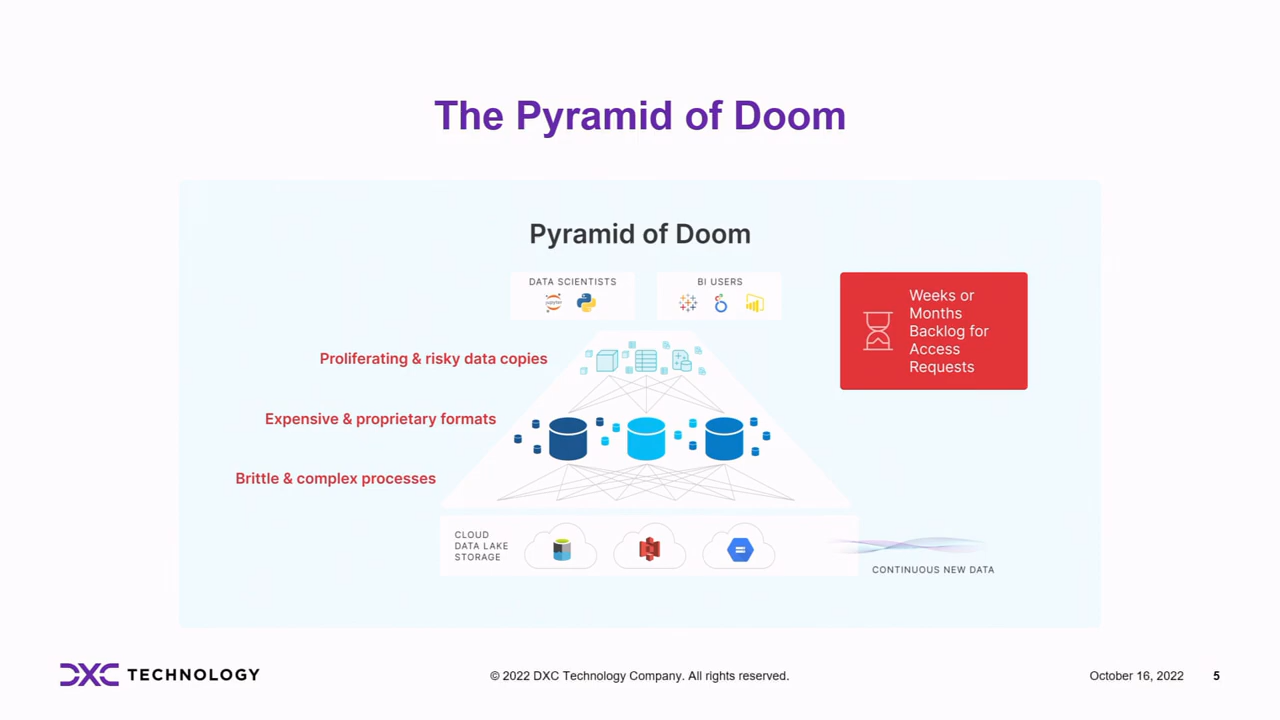 The Pyramid of Doom
Pyramid of Doom
DATA SCIENTISTS
BI USERS
jupyter
Weeks or
Months
Backlog for
Access
Requests
Proliferating & risky data copies
Expensive & proprietary formats
Brittle & complex processes
CLOUD
DATA LAKE
STORAGE
CONTINUOUS NEW DATA
DXC TECHNOLOGY
© 2022 DXC Technology Company. All rights reserved.
October 16, 2022
5